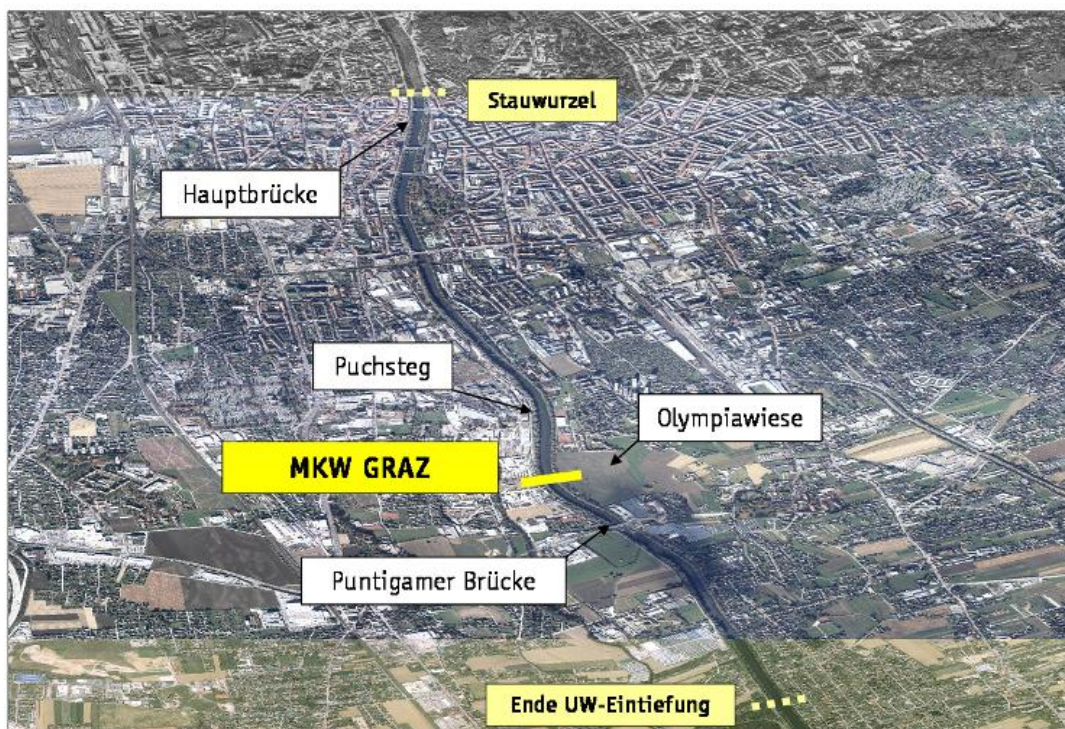 Stauwurzel
Hauptbrücke
Puchsteg
Olympiawiese
MKW GRAZ
Puntigamer Brücke
Ende UW-Eintiefung